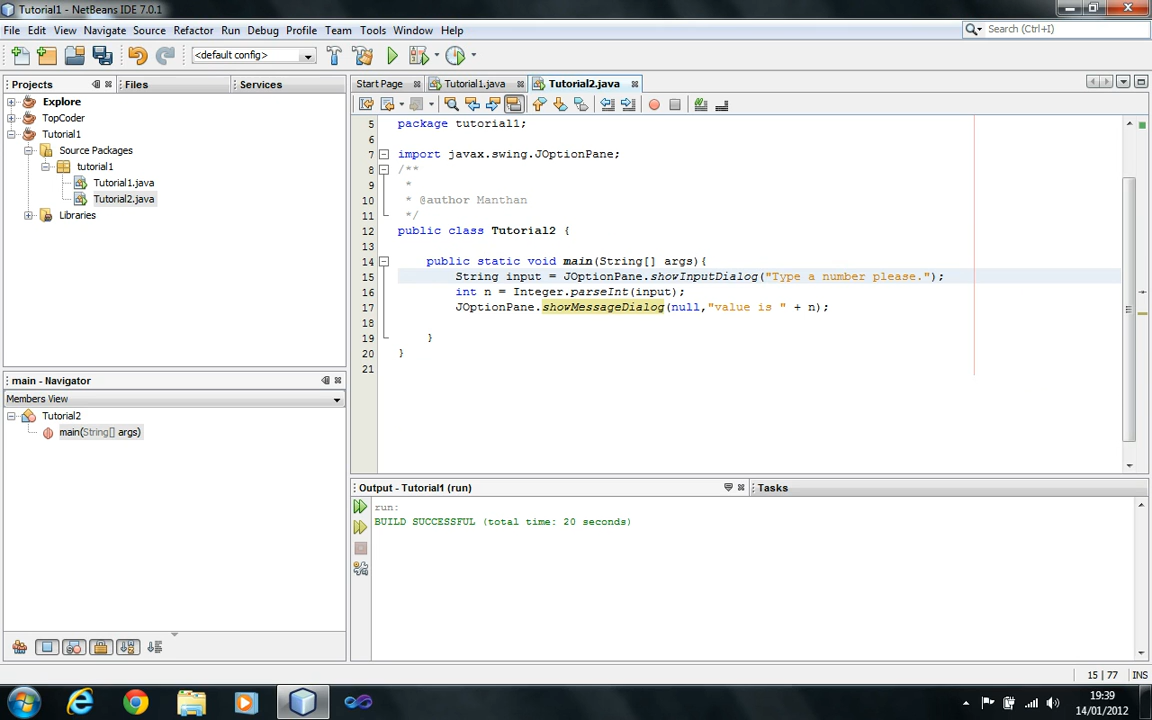 Tutorial1 - NetBeans IDE 7.0.1
File Edit View Navigate Source Refactor Run Debug Profile Team Tools Window Help
Search (Ctrl+I)
<default config>
Projects
Files
Services
Explore
TopCoder
Tutorial1
Source Packages
tutorial1
Tutorial1.java
Tutorial2.java
Libraries
main - Navigator
Members View
Tutorial2
main(String[] args)
Start Page
Tutorial1.java
Tutorial2.java
5 package tutorial1;
6
7 import javax.swing.JOptionPane;
8 /**
9 *
10 * @author Manthan
11 */
12 public class Tutorial2 {
13
14 public static void main(String[] args){
15 String input = JOptionPane.showInputDialog("Type a number please.");
16 int n = Integer.parseInt(input);
17 JOptionPane.showMessageDialog(null,"value is " + n);
18
19 }
20 }
21
Output - Tutorial1 (run)
Tasks
run:
BUILD SUCCESSFUL (total time: 20 seconds)
15 | 77 INS
19:39
14/01/2012